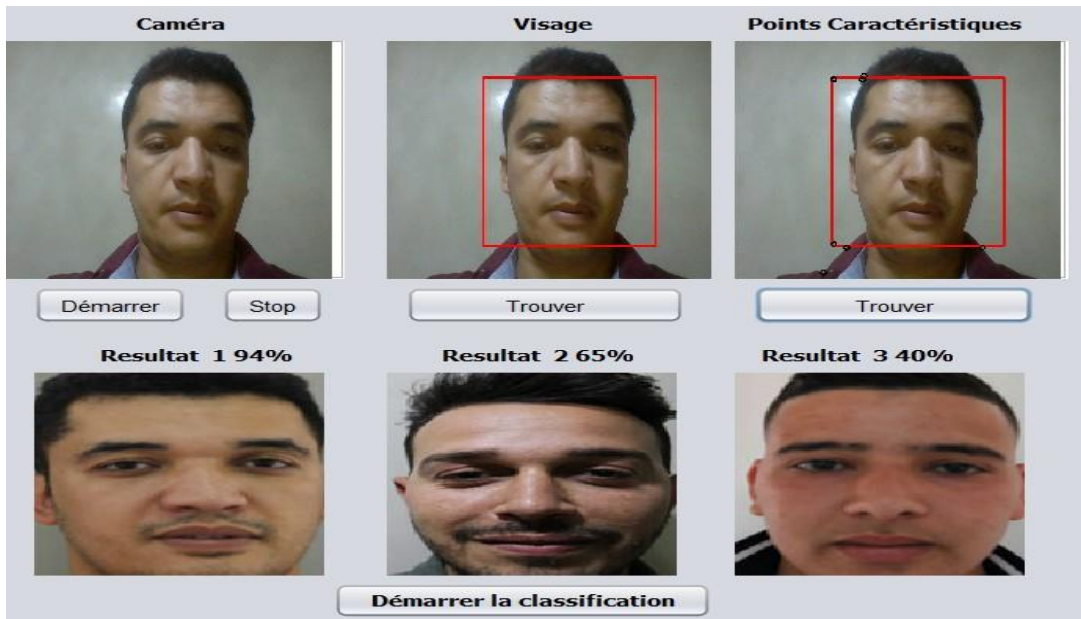 Caméra
Visage
Points Caractéristiques
Démarrer
Stop
Trouver
Trouver
Resultat 1 94%
Resultat 2 65%
Resultat 3 40%
Démarrer la classification